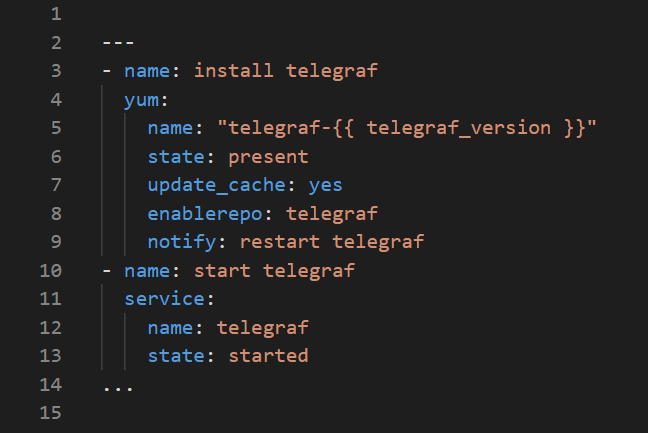 1
2 ---
3 - name: install telegraf
4   yum:
5     name: "telegraf-{{ telegraf_version }}"
6     state: present
7     update_cache: yes
8     enablerepo: telegraf
9     notify: restart telegraf
10 - name: start telegraf
11   service:
12     name: telegraf
13     state: started
14 ...
15